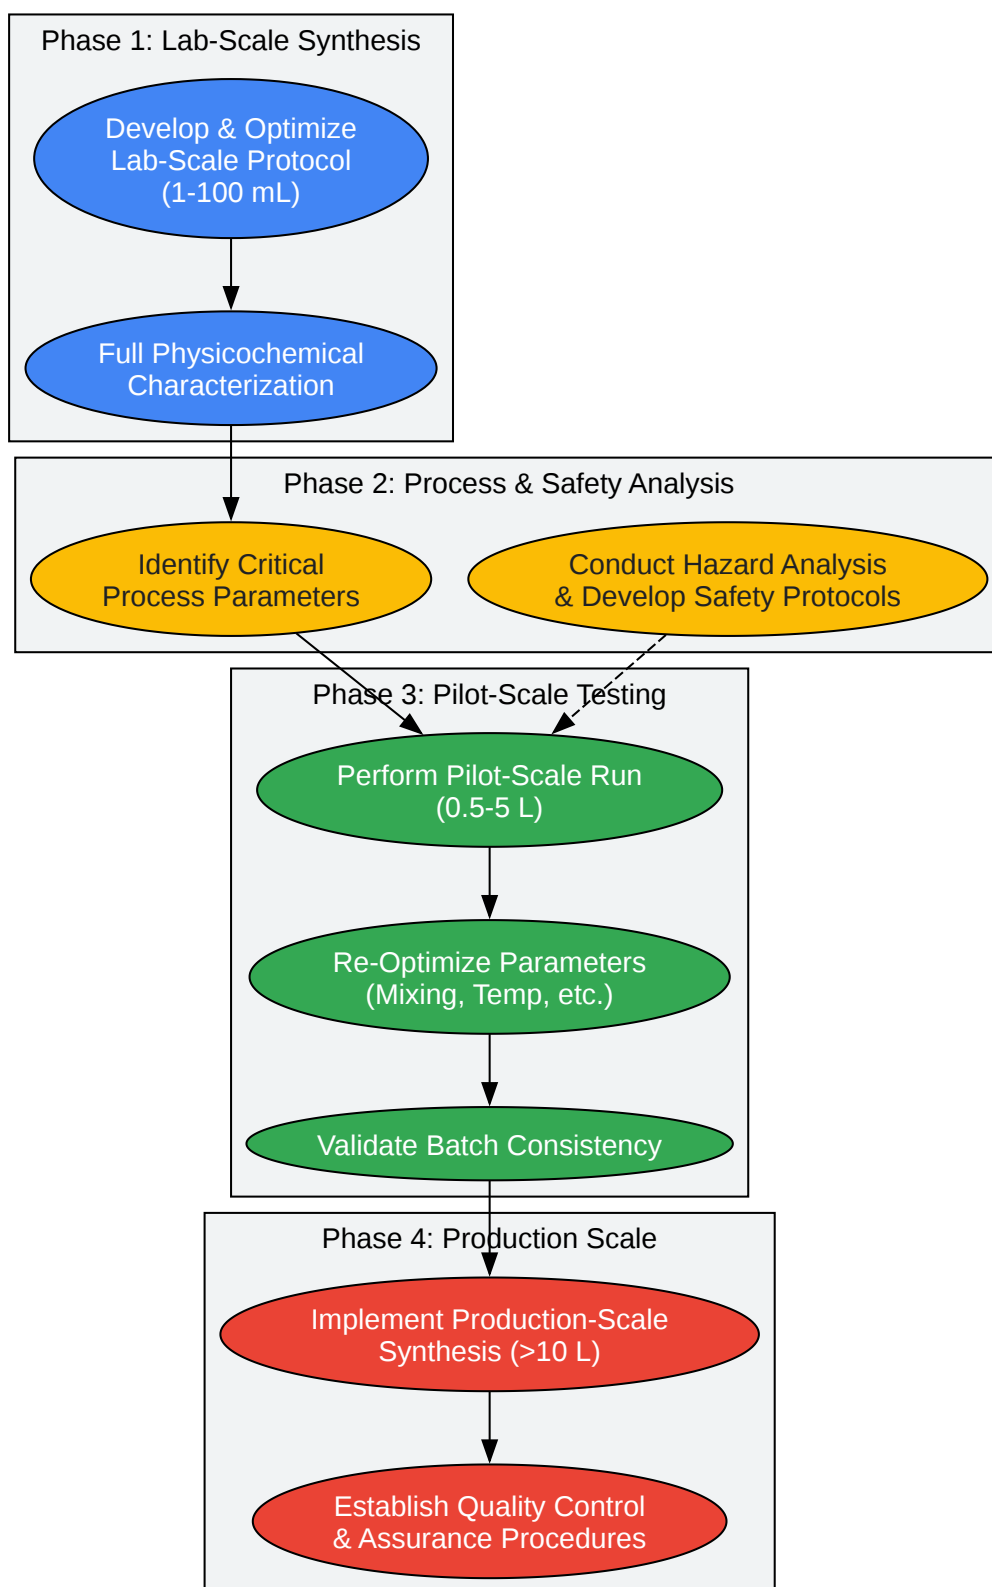 Phase 1: Lab-Scale Synthesis
Develop & Optimize
Lab-Scale Protocol
(1-100 mL)
Full Physicochemical
Characterization
Phase 2: Process & Safety Analysis
Identify Critical
Process Parameters
Conduct Hazard Analysis
& Develop Safety Protocols
Phase 3: Pilot-Scale Testing
Perform Pilot-Scale Run
(0.5-5 L)
Re-Optimize Parameters
(Mixing, Temp, etc.)
Validate Batch Consistency
Phase 4: Production Scale
Implement Production-Scale
Synthesis (>10 L)
Establish Quality Control
& Assurance Procedures